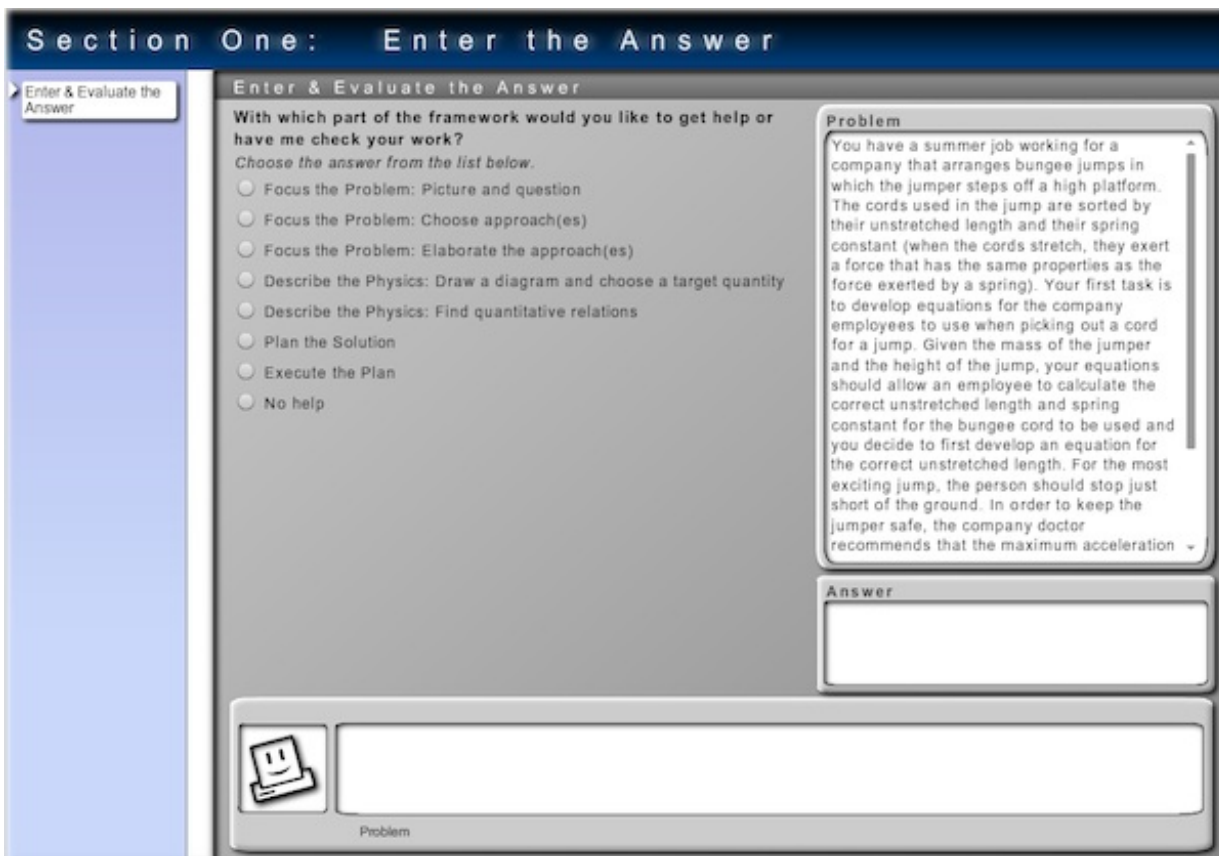 Section One: Enter the Answer
Enter & Evaluate the
Answer
Enter & Evaluate the Answer
With which part of the framework would you like to get help or
have me check your work?
Choose the answer from the list below.
Focus the Problem: Picture and question
Focus the Problem: Choose approach(es)
Focus the Problem: Elaborate the approach(es)
Describe the Physics: Draw a diagram and choose a target quantity
Describe the Physics: Find quantitative relations
Plan the Solution
Execute the Plan
No help
Problem
You have a summer job working for a
company that arranges bungee jumps in
which the jumper steps off a high platform.
The cords used in the jump are sorted by
their unstretched length and their spring
constant (when the cords stretch, they exert
a force that has the same properties as the
force exerted by a spring). Your first task is
to develop equations for the company
employees to use when picking out a cord
for a jump. Given the mass of the jumper
and the height of the jump, your equations
should allow an employee to calculate the
correct unstretched length and spring
constant for the bungee cord to be used and
you decide to first develop an equation for
the correct unstretched length. For the most
exciting jump, the person should stop just
short of the ground. In order to keep the
jumper safe, the company doctor
recommends that the maximum acceleration
Answer
Problem